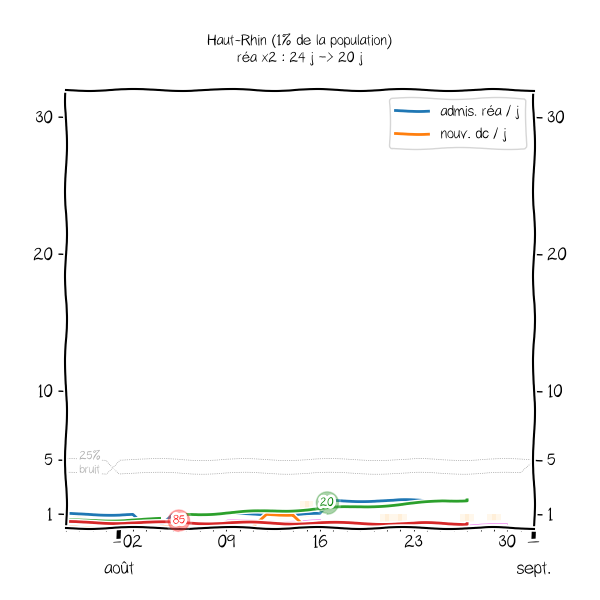 Haut-Rhin (1% de la population)
réa x2 : 24 j -> 20 j
admis. réa / j
nouv. dc / j
30
30
20
20
10
10
25%
bruit
5
5
1
1
85
20
02
09
16
23
30
août
sept.